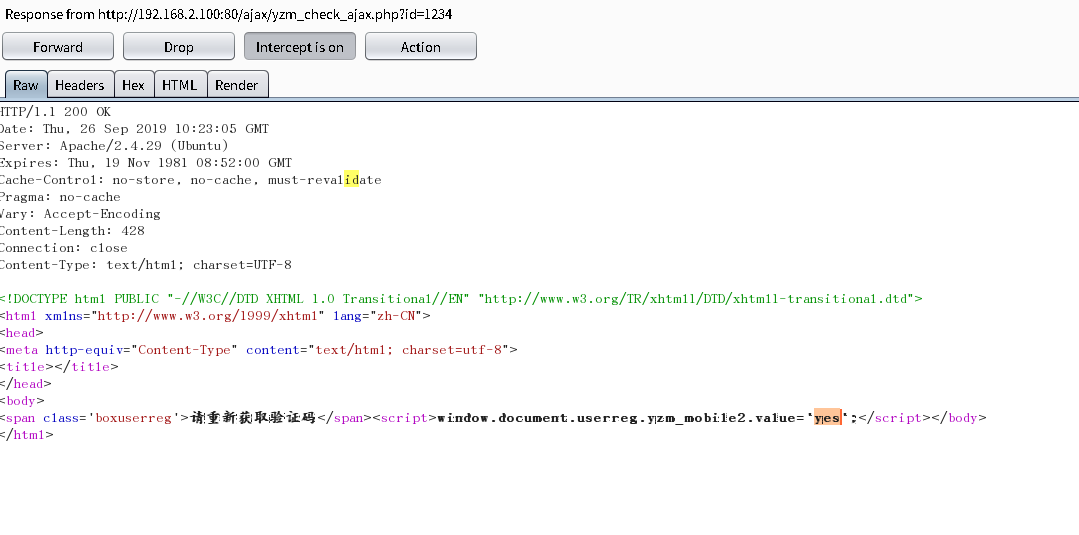 Response from http://192.168.2.100:80/ajax/yzm_check_ajax.php?id=1234
Forward Drop Intercept is on Action
Raw Headers Hex HTML Render
HTTP/1.1 200 OK
Date: Thu, 26 Sep 2019 10:23:05 GMT
Server: Apache/2.4.29 (Ubuntu)
Expires: Thu, 19 Nov 1981 08:52:00 GMT
Cache-Control: no-store, no-cache, must-revalidate
Pragma: no-cache
Vary: Accept-Encoding
Content-Length: 428
Connection: close
Content-Type: text/html; charset=UTF-8
<!DOCTYPE html PUBLIC "-//W3C//DTD XHTML 1.0 Transitional//EN" "http://www.w3.org/TR/xhtml1/DTD/xhtml1-transitional.dtd">
<html xmlns="http://www.w3.org/1999/xhtml" lang="zh-CN">
<head>
<meta http-equiv="Content-Type" content="text/html; charset=utf-8">
<title></title>
</head>
<body>
<span class='boxuserreg'>请重新获取验证码</span><script>window.document.userreg.yzm_mobile2.value='yes';</script></body>
</html>